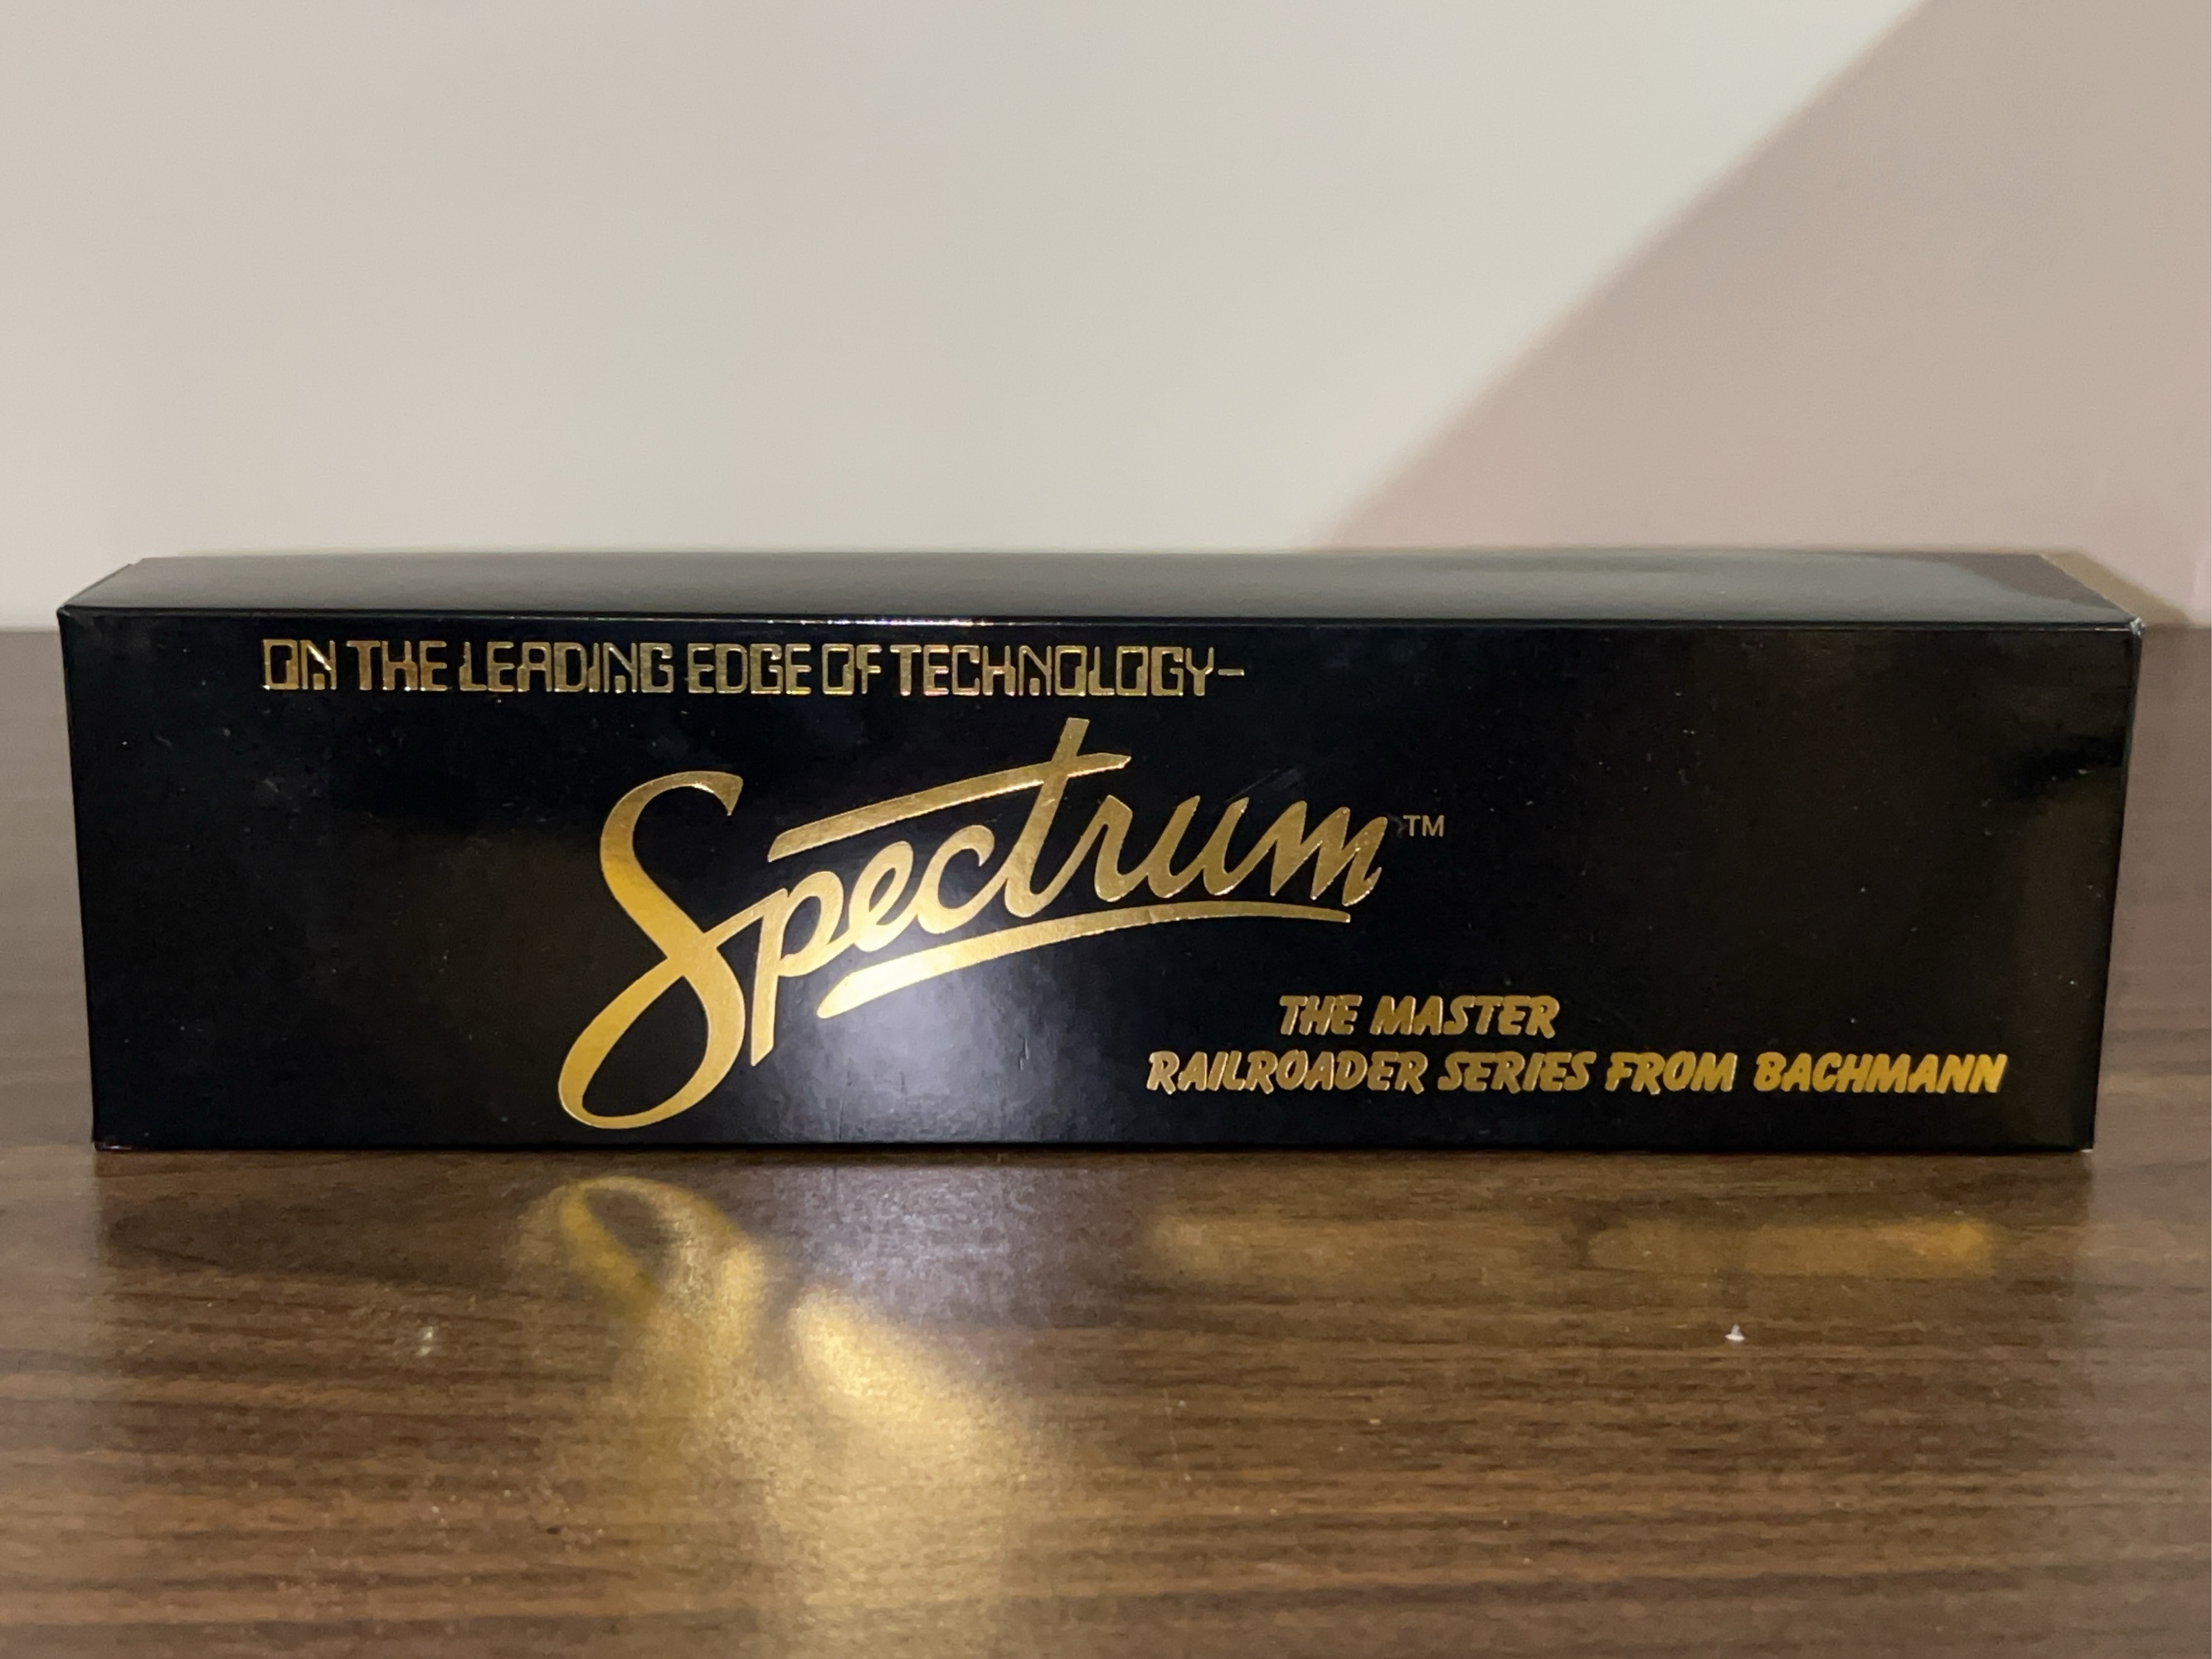 ON THE LEADING EDGE OF TECHNOLOGY-
Spectrum™
THE MASTER
RAILROADER SERIES FROM BACHMANN